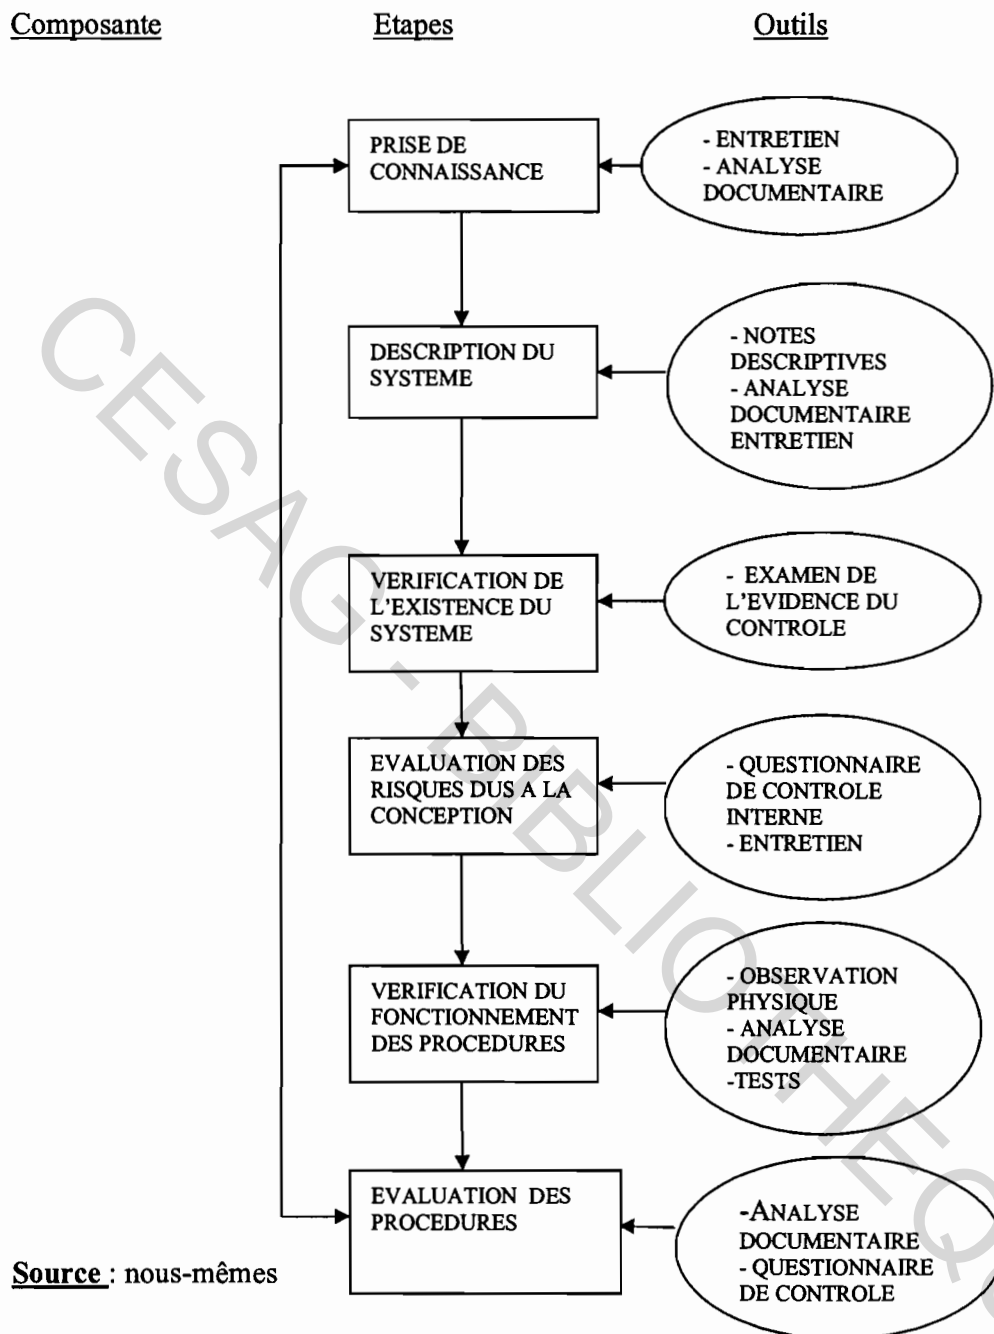 Composante Etapes Outils
PRISE DE
CONNAISSANCE
- ENTRETIEN
- ANALYSE
DOCUMENTAIRE
DESCRIPTION DU
SYSTEME
- NOTES
DESCRIPTIVES
- ANALYSE
DOCUMENTAIRE
ENTRETIEN
VERIFICATION DE
L'EXISTENCE DU
SYSTEME
- EXAMEN DE
L'EVIDENCE DU
CONTROLE
EVALUATION DES
RISQUES DUS A LA
CONCEPTION
- QUESTIONNAIRE
DE CONTROLE
INTERNE
- ENTRETIEN
VERIFICATION DU
FONCTIONNEMENT
DES PROCEDURES
- OBSERVATION
PHYSIQUE
- ANALYSE
DOCUMENTAIRE
-TESTS
EVALUATION DES
PROCEDURES
-ANALYSE
DOCUMENTAIRE
- QUESTIONNAIRE
DE CONTROLE
Source : nous-mêmes
CESAG - BIBLIOTHEQ